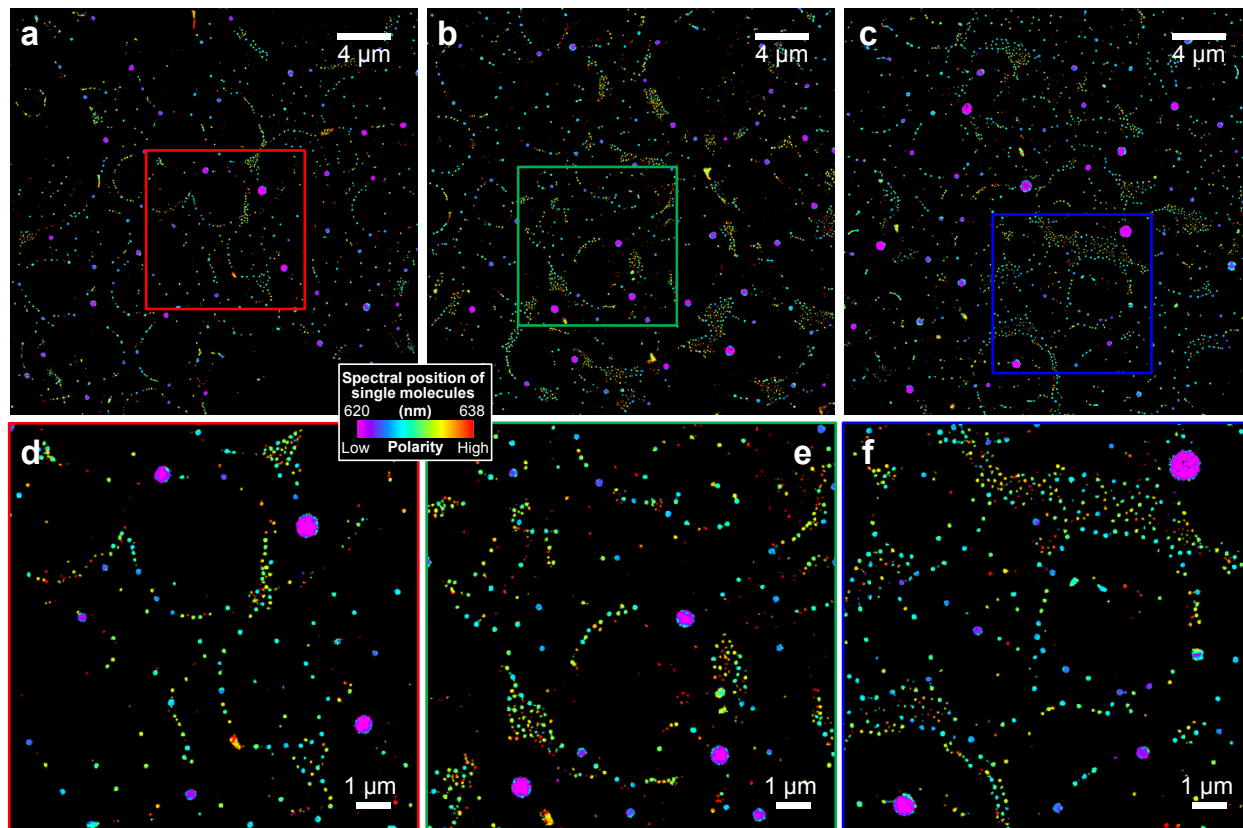 a
4 µm
b
4 µm
c
4 µm
Spectral position of
single molecules
620 (nm) 638
Low Polarity High
d
1 µm
e
1 µm
f
1 µm